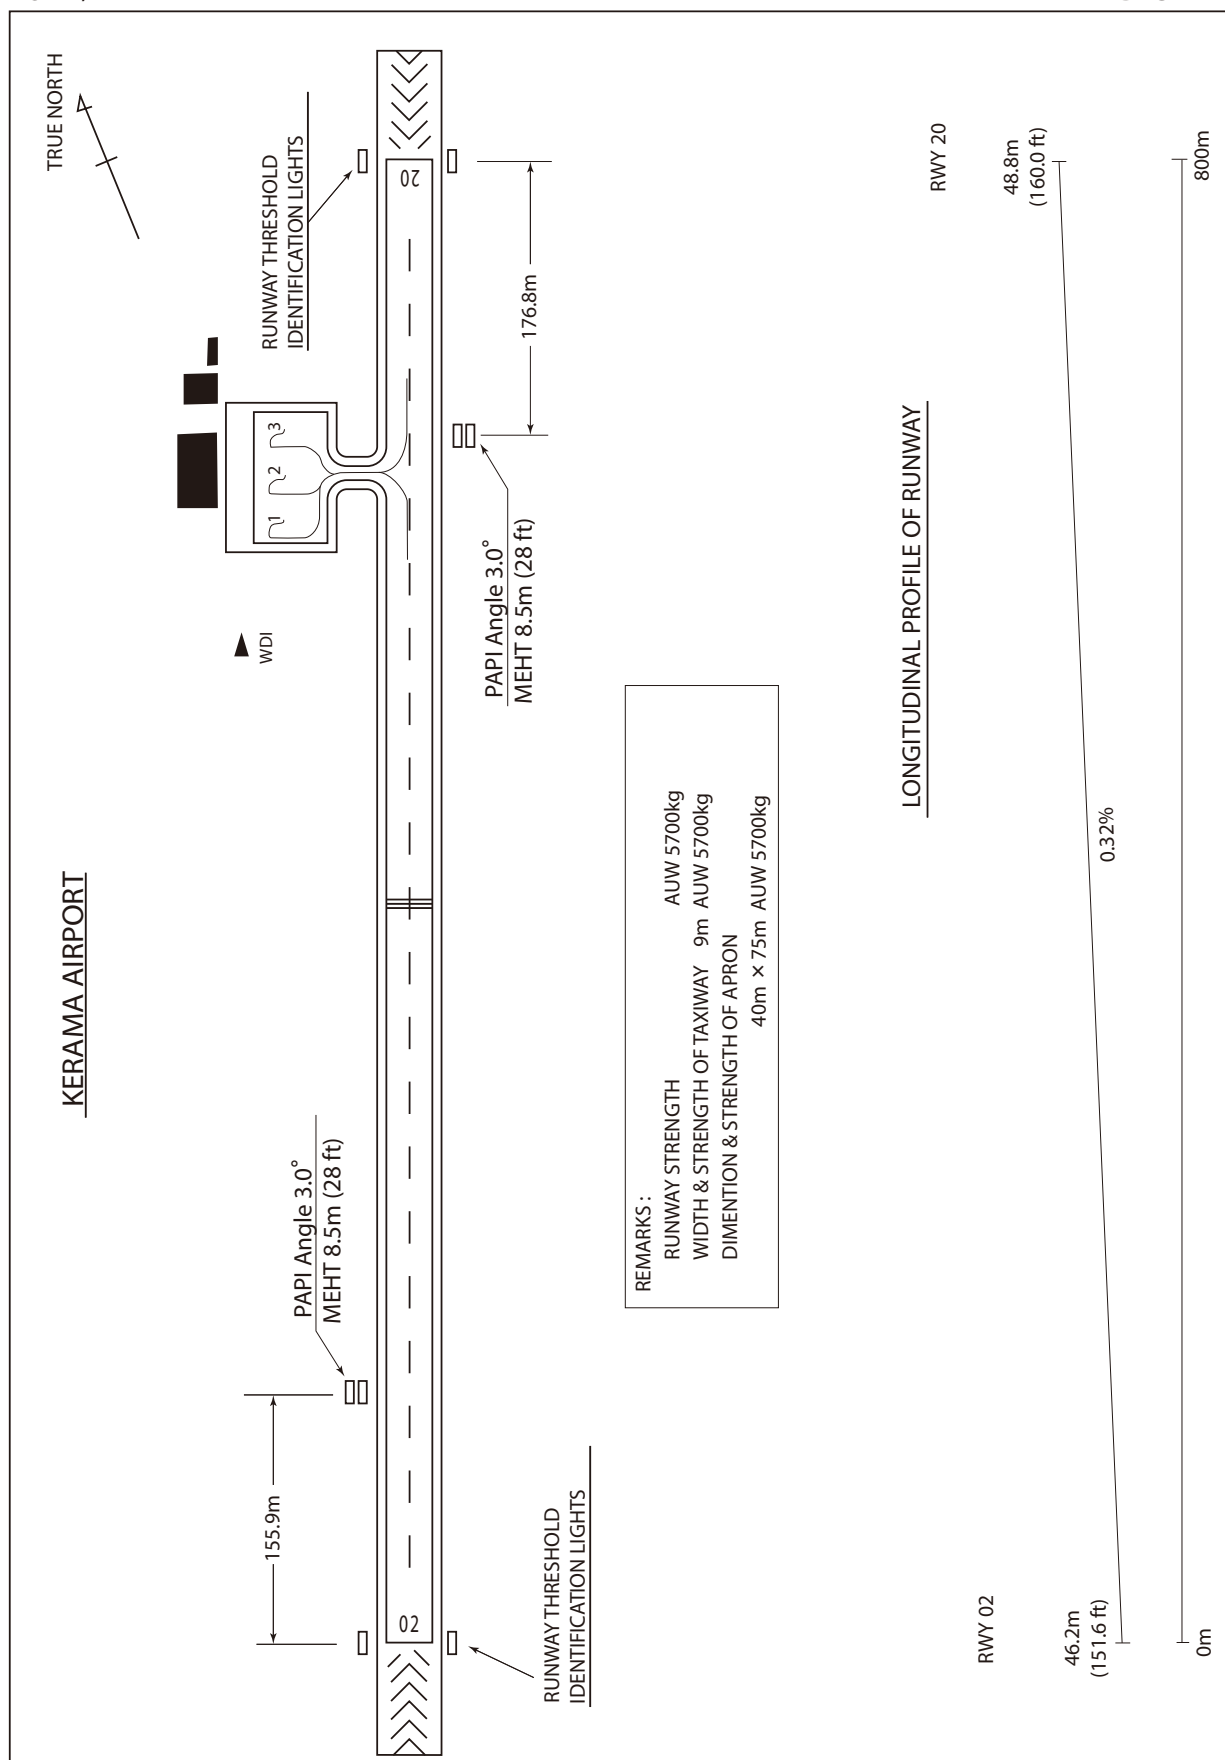 KERAMA AIRPORT
TRUE NORTH
RUNWAY THRESHOLD
IDENTIFICATION LIGHTS
1
2
3
WDI
155.9m
PAPI Angle 3.0°
MEHT 8.5m (28 ft)
02
20
176.8m
PAPI Angle 3.0°
MEHT 8.5m (28 ft)
RUNWAY THRESHOLD
IDENTIFICATION LIGHTS
REMARKS :
RUNWAY STRENGTH AUW 5700kg
WIDTH & STRENGTH OF TAXIWAY 9m AUW 5700kg
DIMENTION & STRENGTH OF APRON
40m × 75m AUW 5700kg
LONGITUDINAL PROFILE OF RUNWAY
RWY 02
46.2m
(151.6 ft)
0.32%
RWY 20
48.8m
(160.0 ft)
0m
800m